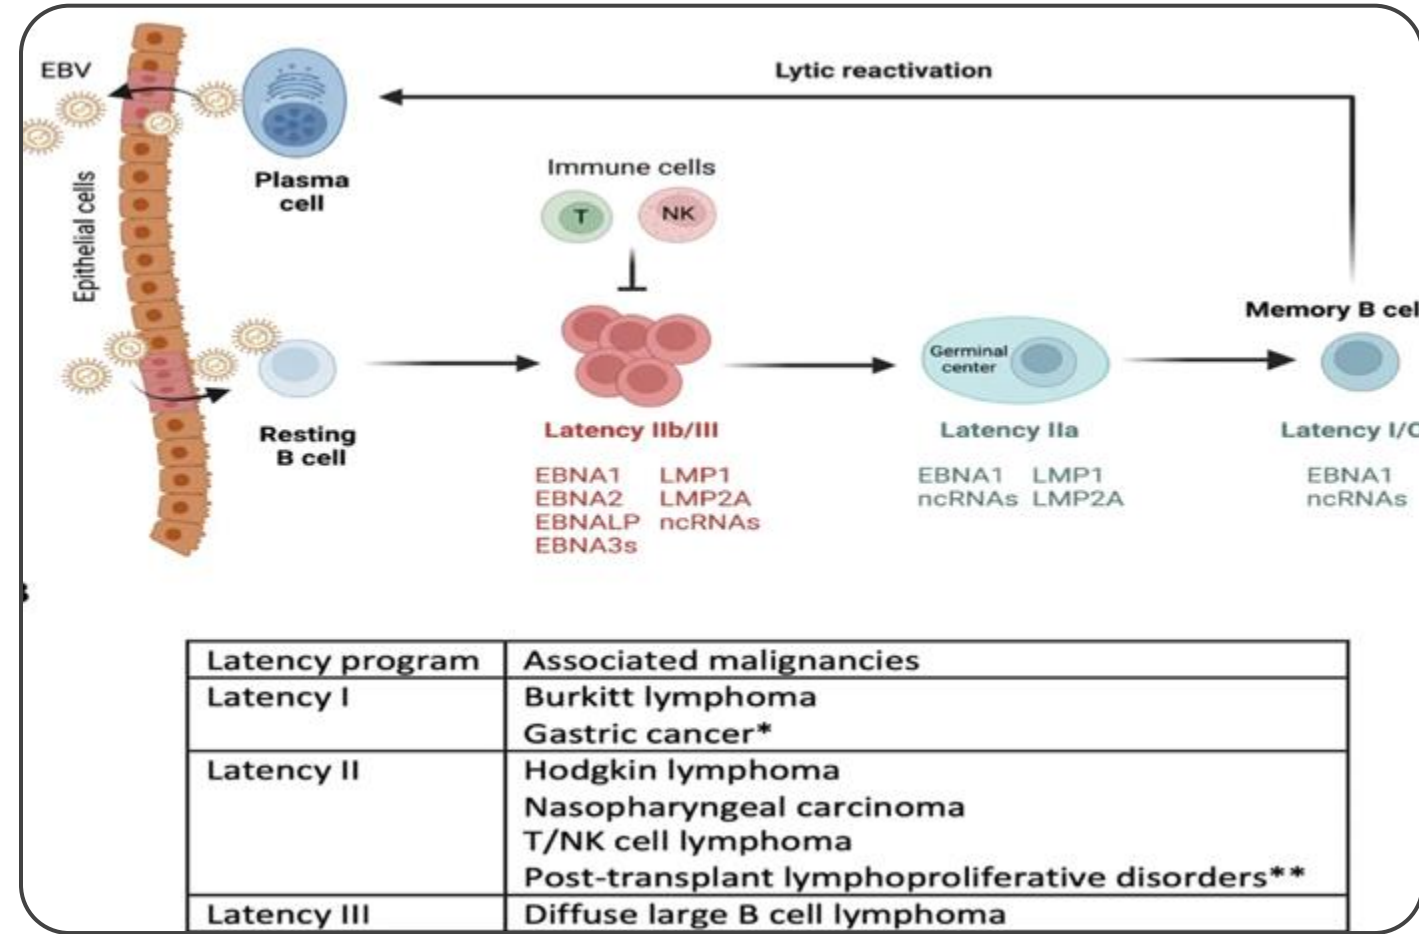 EBV
Lytic reactivation
Plasma
cell
Epithelial cells
Immune cells
T
NK
Memory B cel
Germinal
center
Resting
B cell
Latency IIb/III
EBNA1 LMP1
EBNA2 LMP2A
EBNALP ncRNAs
EBNA3s
Latency IIa
EBNA1 LMP1
ncRNAs LMP2A
Latency I/
EBNA1
ncRNAs
Latency program Associated malignancies
Latency I Burkitt lymphoma
Gastric cancer*
Latency II Hodgkin lymphoma
Nasopharyngeal carcinoma
T/NK cell lymphoma
Post-transplant lymphoproliferative disorders**
Latency III Diffuse large B cell lymphoma